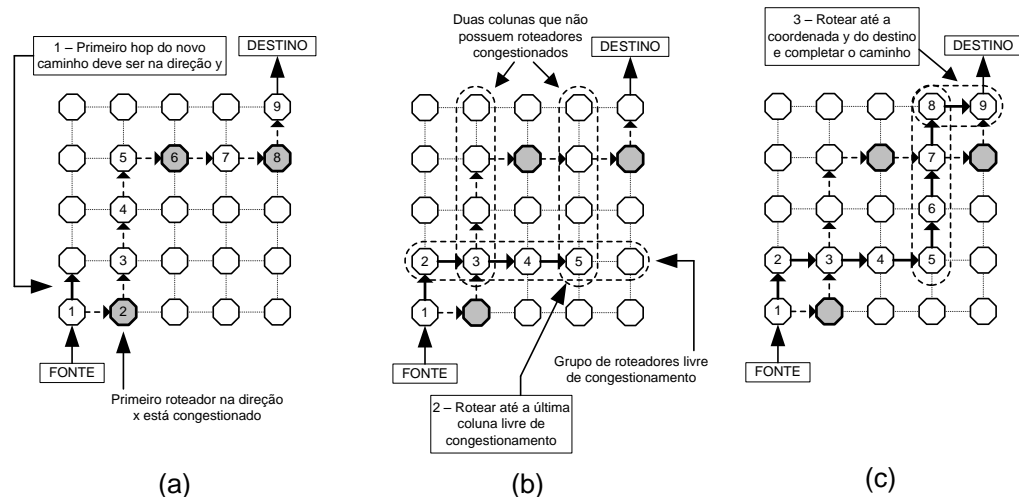 1 – Primeiro hop do novo
caminho deve ser na direção y
DESTINO
9
5
6
7
8
4
3
1
2
FONTE
Primeiro roteador na direção
x está congestionado
(a)
Duas colunas que não
possuem roteadores
congestionados
DESTINO
2
3
4
5
1
FONTE
Grupo de roteadores livre
de congestionamento
2 – Rotear até a última
coluna livre de
congestionamento
(b)
3 – Rotear até a
coordenada y do destino
e completar o caminho
DESTINO
8
9
7
6
2
3
4
5
1
FONTE
(c)